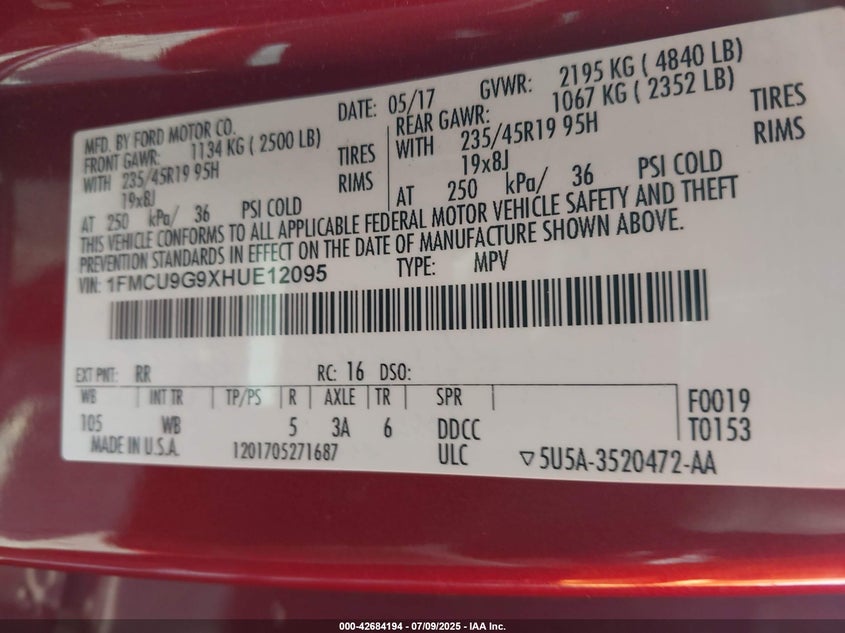 MFD. BY FORD MOTOR CO.
DATE: 05/17
GVWR: 2195 KG ( 4840 LB)
FRONT GAWR: 1134 KG ( 2500 LB)
REAR GAWR: 1067 KG ( 2352 LB)
WITH 235/45R19 95H TIRES
WITH 235/45R19 95H TIRES
19x8J RIMS
19x8J RIMS
AT 250 kPa/ 36 PSI COLD
AT 250 kPa/ 36 PSI COLD
THIS VEHICLE CONFORMS TO ALL APPLICABLE FEDERAL MOTOR VEHICLE SAFETY AND THEFT
PREVENTION STANDARDS IN EFFECT ON THE DATE OF MANUFACTURE SHOWN ABOVE.
VIN: 1FMCU9G9XHUE12095
TYPE: MPV
EXT PNT: RR RC: 16 DSO:
WB INT TR TP/PS R AXLE TR SPR
105 WB 5 3A 6 DDCC
F0019
T0153
MADE IN U.S.A. 1201705271687 ULC ▽5U5A-3520472-AA
000-42684194 - 07/09/2025 - IAA Inc.